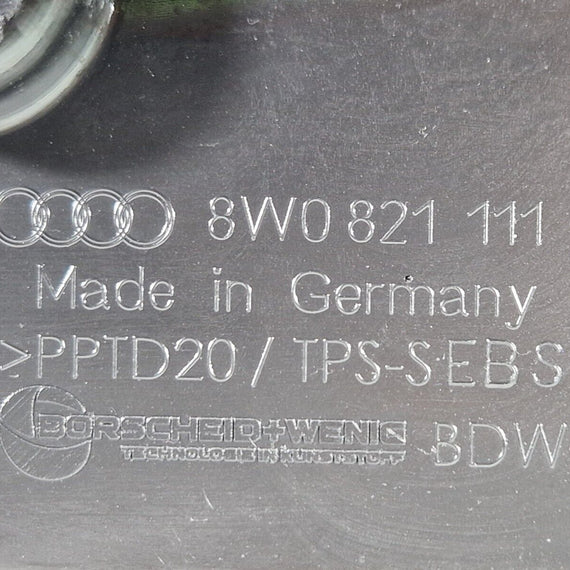 8W0 821 111
Made in Germany
>PPTD20/ TPS-SEBS
BORSCHEID+WENIG BDW
TECHNOLOGIE IN KUNSTSTOFF